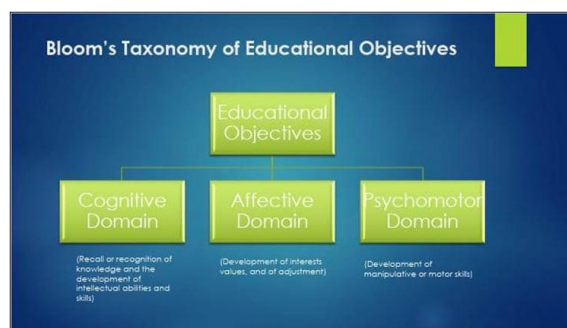 Bloom's Taxonomy of Educational Objectives
Educational
Objectives
Cognitive
Domain
Affective
Domain
Psychomotor
Domain
(Recall or recognition of
knowledge and the
development of
intellectual abilities and
skills)
(Development of interests
values, and of adjustment)
(Development of
manipulative or motor skills)